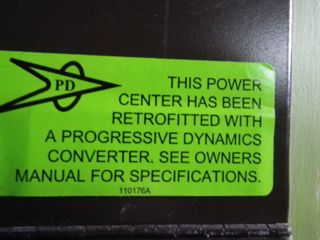 PD
THIS POWER
CENTER HAS BEEN
RETROFITTED WITH
A PROGRESSIVE DYNAMICS
CONVERTER. SEE OWNERS
MANUAL FOR SPECIFICATIONS.
110176A